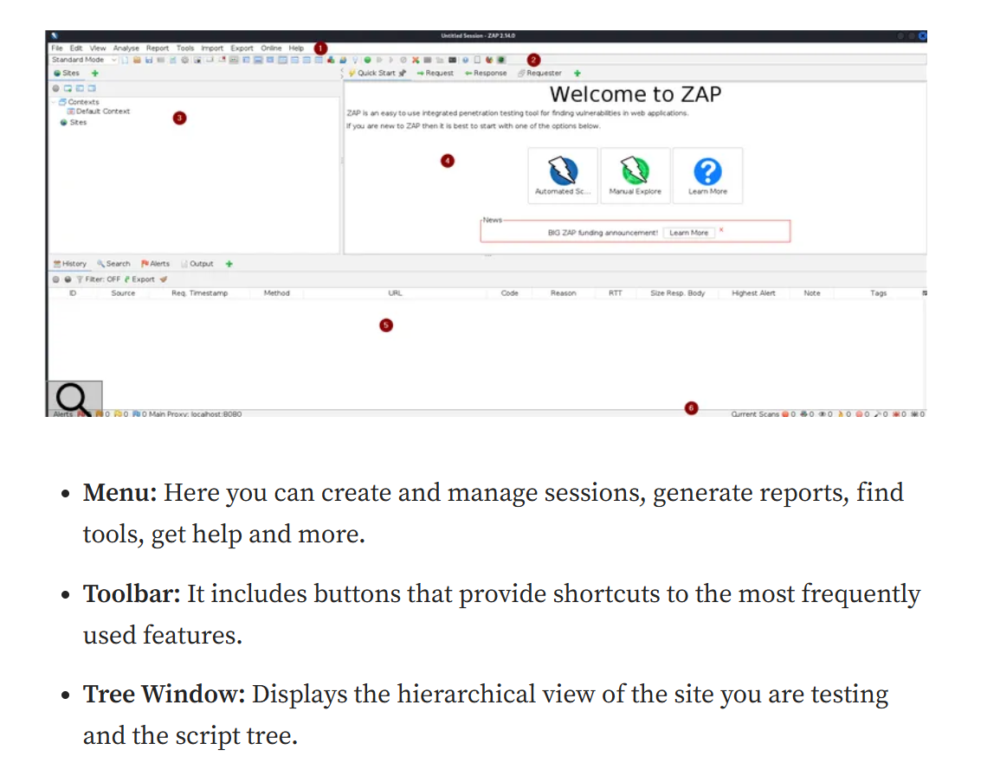 Untitled Session - ZAP 2.14.0
File Edit View Analyse Report Tools Import Export Online Help 1
Standard Mode 2
Sites Quick Start Request Response Requester
Contexts
Default Context
Sites
3
Welcome to ZAP
ZAP is an easy to use integrated penetration testing tool for finding vulnerabilities in web applications.
If you are new to ZAP then it is best to start with one of the options below.
4
Automated Sc... Manual Explore Learn More
News
BIG ZAP funding announcement! Learn More
History Search Alerts Output
Filter: OFF Export
ID Source Req. Timestamp Method URL Code Reason RTT Size Resp. Body Highest Alert Note Tags
5
6
Alerts 0 0 0 Main Proxy: localhost:8080 Current Scans 0 0 0 0 0 0 0 0
• Menu: Here you can create and manage sessions, generate reports, find
tools, get help and more.
• Toolbar: It includes buttons that provide shortcuts to the most frequently
used features.
• Tree Window: Displays the hierarchical view of the site you are testing
and the script tree.